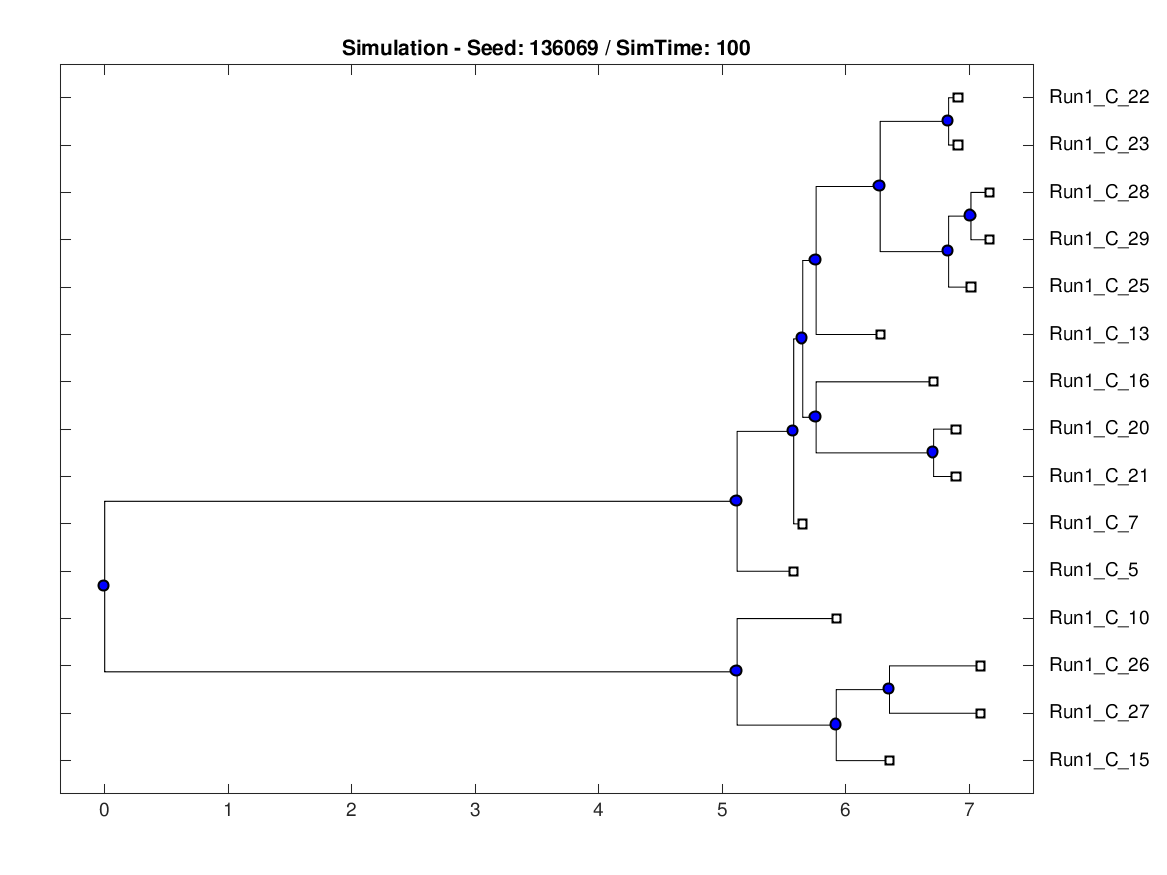 Simulation - Seed: 136069 / SimTime: 100
Run1_C_22
Run1_C_23
Run1_C_28
Run1_C_29
Run1_C_25
Run1_C_13
Run1_C_16
Run1_C_20
Run1_C_21
Run1_C_7
Run1_C_5
Run1_C_10
Run1_C_26
Run1_C_27
Run1_C_15
0 1 2 3 4 5 6 7